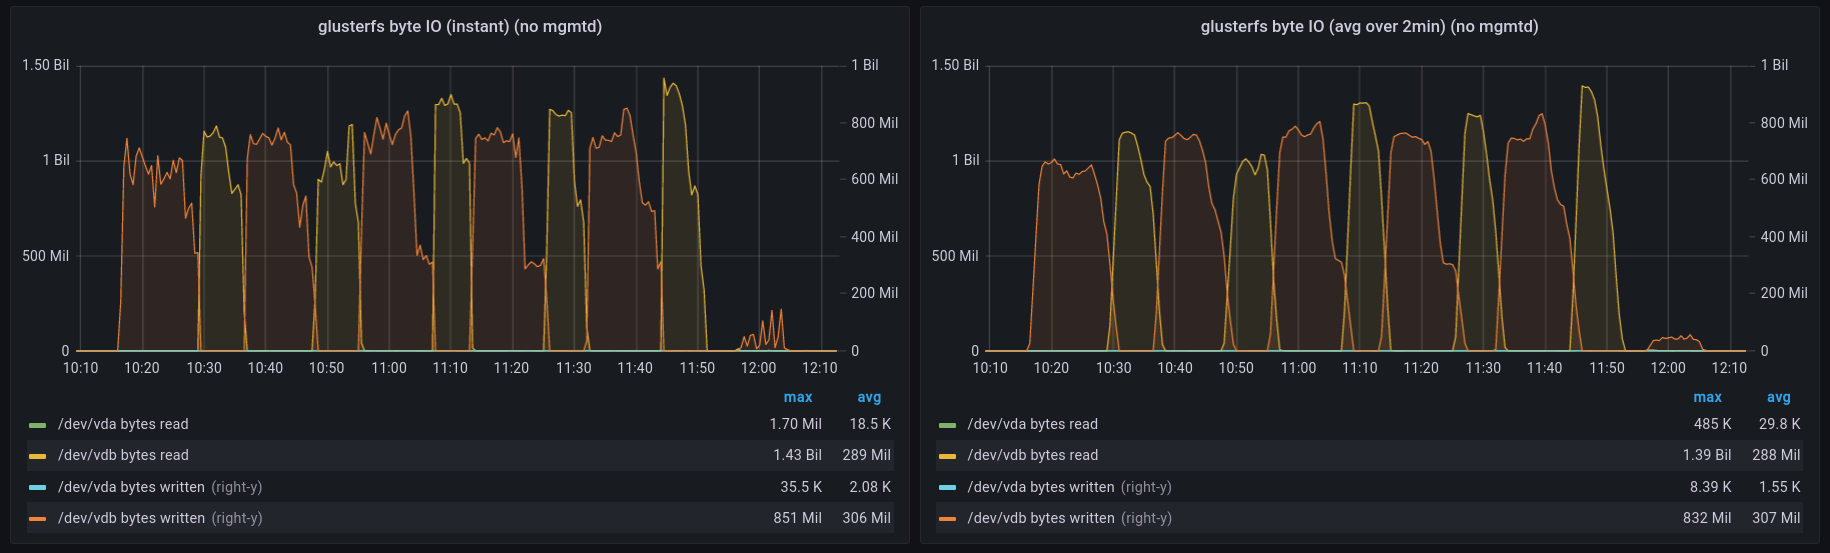 glusterfs byte IO (instant) (no mgmtd)
1.50 Bil
1 Bil
500 Mil
0
1 Bil
800 Mil
600 Mil
400 Mil
200 Mil
0
10:10 10:20 10:30 10:40 10:50 11:00 11:10 11:20 11:30 11:40 11:50 12:00 12:10
max avg
/dev/vda bytes read 1.70 Mil 18.5 K
/dev/vdb bytes read 1.43 Bil 289 Mil
/dev/vda bytes written (right-y) 35.5 K 2.08 K
/dev/vdb bytes written (right-y) 851 Mil 306 Mil
glusterfs byte IO (avg over 2min) (no mgmtd)
1.50 Bil
1 Bil
500 Mil
0
1 Bil
800 Mil
600 Mil
400 Mil
200 Mil
0
10:10 10:20 10:30 10:40 10:50 11:00 11:10 11:20 11:30 11:40 11:50 12:00 12:10
max avg
/dev/vda bytes read 485 K 29.8 K
/dev/vdb bytes read 1.39 Bil 288 Mil
/dev/vda bytes written (right-y) 8.39 K 1.55 K
/dev/vdb bytes written (right-y) 832 Mil 307 Mil